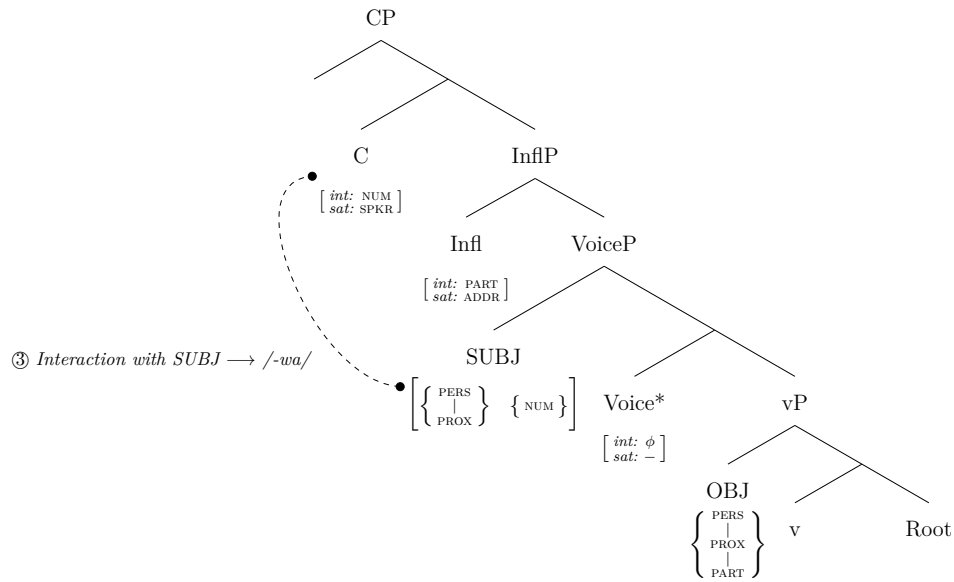 CP
C
InflP
[ int: NUM
sat: SPKR ]
Infl
VoiceP
[ int: PART
sat: ADDR ]
③ Interaction with SUBJ ⟶ /-wa/
SUBJ
[ { PERS
|
PROX } { NUM } ]
Voice*
vP
[ int: ϕ
sat: − ]
OBJ
{ PERS
|
PROX
|
PART }
v
Root